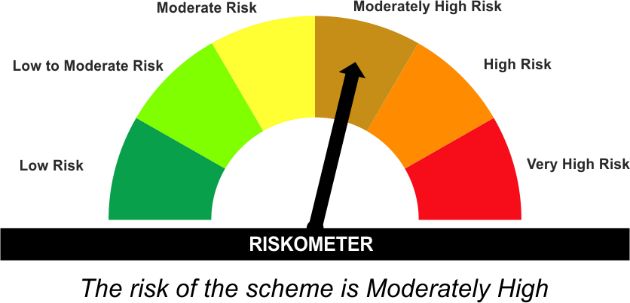 Moderate Risk
Moderately High Risk
Low to Moderate Risk
High Risk
Low Risk
Very High Risk
RISKOMETER
The risk of the scheme is Moderately High